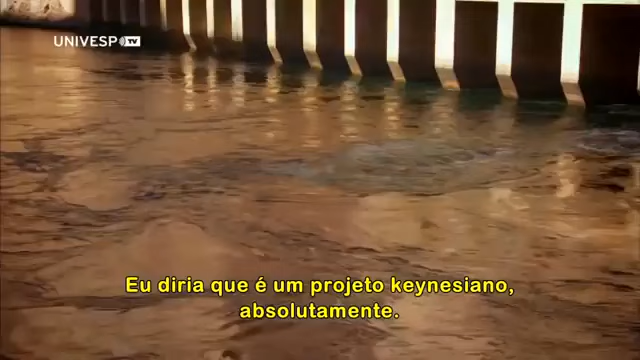 UNIVESP TV
Eu diria que é um projeto keynesiano,
absolutamente.